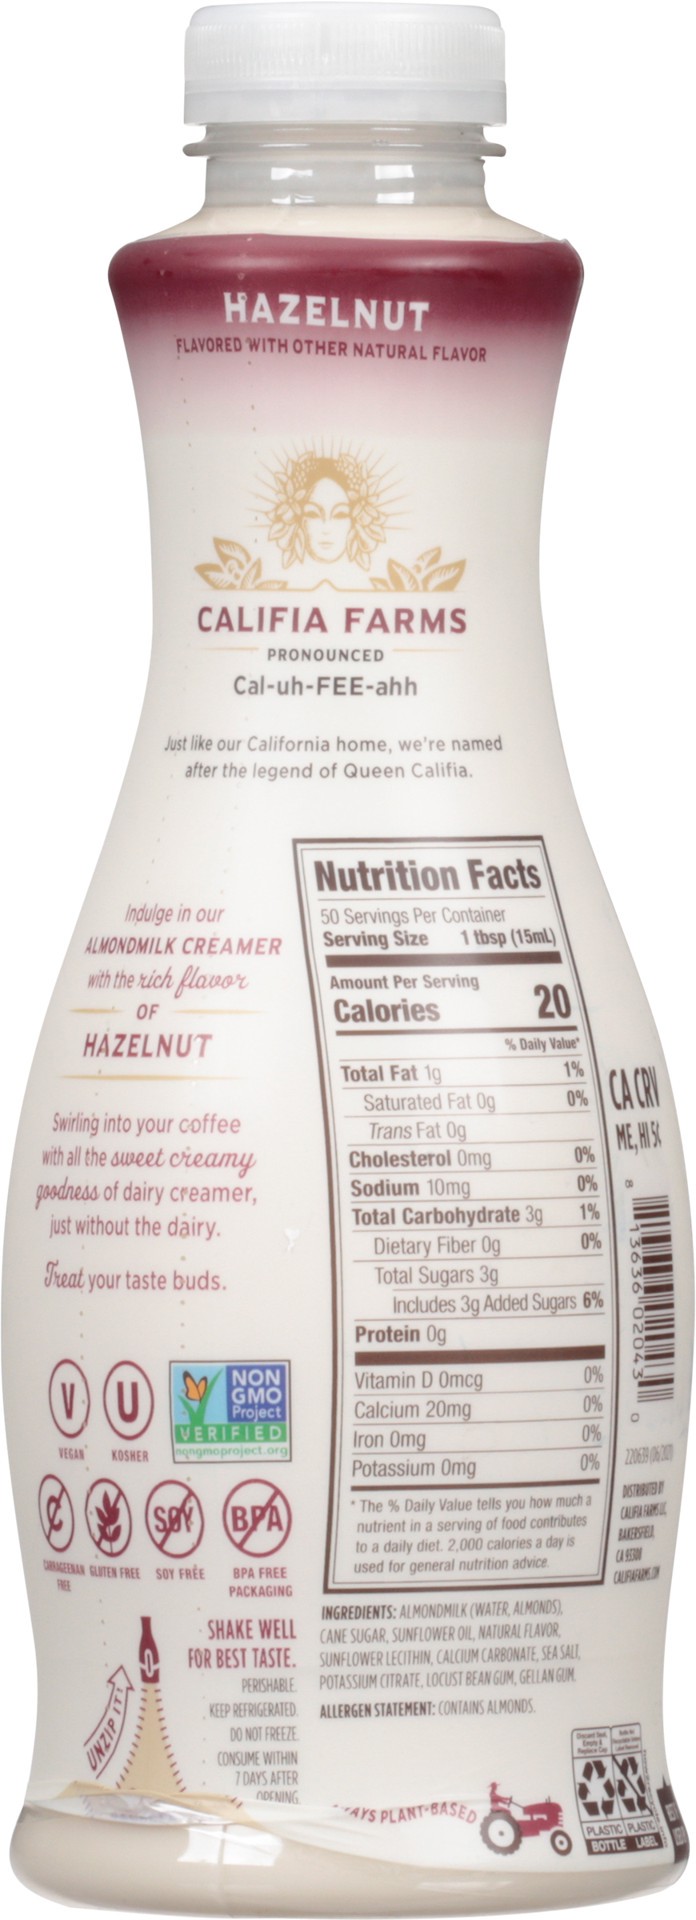 HAZELNUT
FLAVORED WITH OTHER NATURAL FLAVOR
CALIFIA FARMS
PRONOUNCED
Cal-uh-FEE-ahh
Just like our California home, we're named
after the legend of Queen Califia.
Indulge in our
ALMONDMILK CREAMER
with the rich flavor
OF
HAZELNUT
Swirling into your coffee
with all the sweet creamy
goodness of dairy creamer,
just without the dairy.
Treat your taste buds.
V
VEGAN
U
KOSHER
NON
GMO
Project
VERIFIED
nongmoproject.org
C
CARRAGEENAN
FREE
GLUTEN FREE
SOY
SOY FREE
BPA
BPA FREE
PACKAGING
UNZIP IT!
SHAKE WELL
FOR BEST TASTE.
PERISHABLE.
KEEP REFRIGERATED.
DO NOT FREEZE.
CONSUME WITHIN
7 DAYS AFTER
OPENING
Nutrition Facts
50 Servings Per Container
Serving Size 1 tbsp (15mL)
Amount Per Serving
Calories 20
% Daily Value*
Total Fat 1g 1%
Saturated Fat 0g 0%
Trans Fat 0g
Cholesterol 0mg 0%
Sodium 10mg 0%
Total Carbohydrate 3g 1%
Dietary Fiber 0g 0%
Total Sugars 3g
Includes 3g Added Sugars 6%
Protein 0g
Vitamin D 0mcg 0%
Calcium 20mg 0%
Iron 0mg 0%
Potassium 0mg 0%
* The % Daily Value tells you how much a
nutrient in a serving of food contributes
to a daily diet. 2,000 calories a day is
used for general nutrition advice.
INGREDIENTS: ALMONDMILK (WATER, ALMONDS),
CANE SUGAR, SUNFLOWER OIL, NATURAL FLAVOR,
SUNFLOWER LECITHIN, CALCIUM CARBONATE, SEA SALT,
POTASSIUM CITRATE, LOCUST BEAN GUM, GELLAN GUM.
ALLERGEN STATEMENT: CONTAINS ALMONDS.
PLANT-BASED
CA CRV
ME, HI 5¢
8 13636 02043 0
220639 (06/2021)
DISTRIBUTED BY
CALIFIA FARMS LLC,
BAKERSFIELD,
CA 93308
CALIFIAFARMS.COM
PLASTIC BOTTLE
PLASTIC LABEL